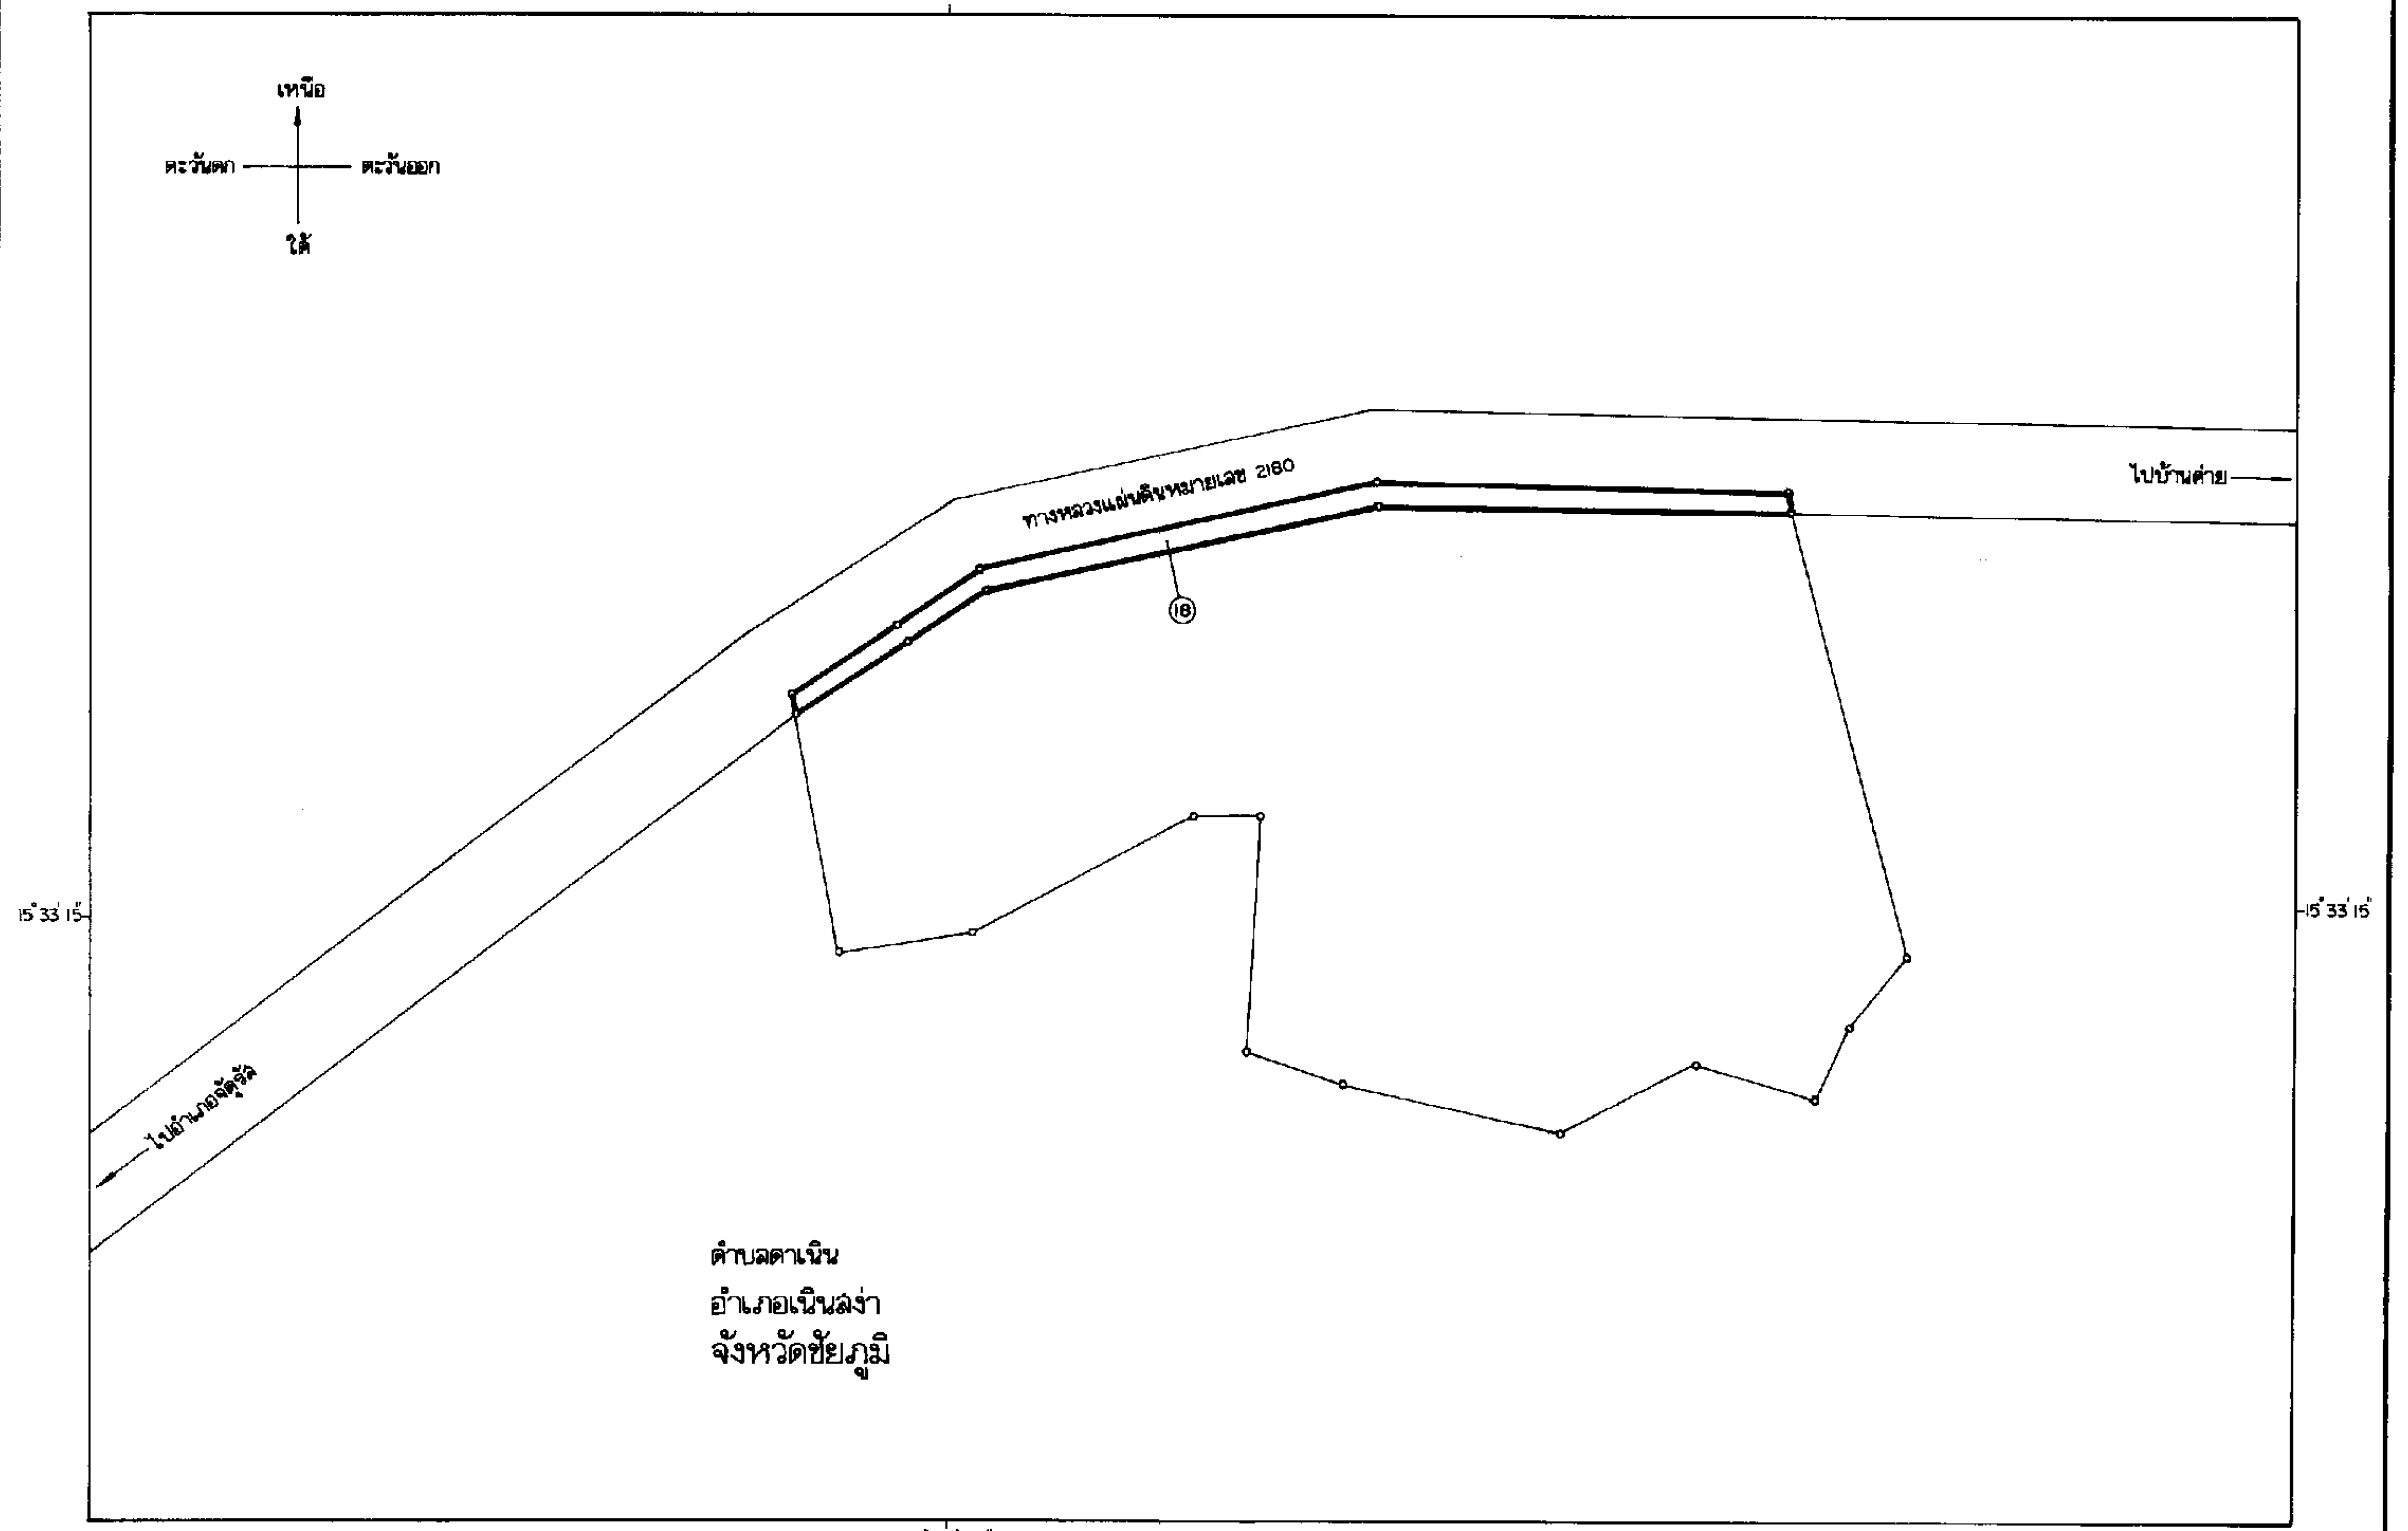 เหนือ
ตะวันตก ตะวันออก
ใต้
ทางหลวงแผ่นดินหมายเลข 2180
ไปบ้านค่าย
18
15°33'15"
15°33'15"
ไปอำเภอจัตุรัส
ตำบลตาเนิน
อำเภอเนินสง่า
จังหวัดชัยภูมิ